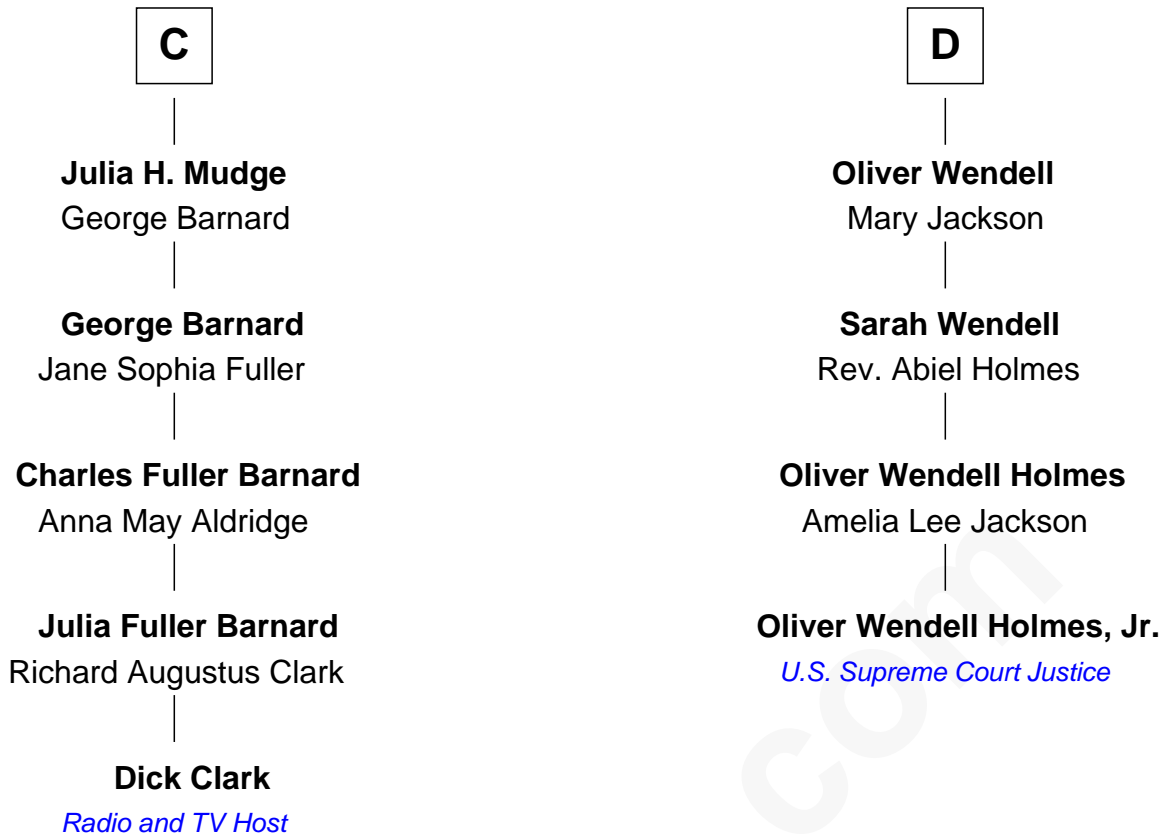 C
Julia H. Mudge
George Barnard
George Barnard
Jane Sophia Fuller
Charles Fuller Barnard
Anna May Aldridge
Julia Fuller Barnard
Richard Augustus Clark
Dick Clark
Radio and TV Host
D
Oliver Wendell
Mary Jackson
Sarah Wendell
Rev. Abiel Holmes
Oliver Wendell Holmes
Amelia Lee Jackson
Oliver Wendell Holmes, Jr.
U.S. Supreme Court Justice
com